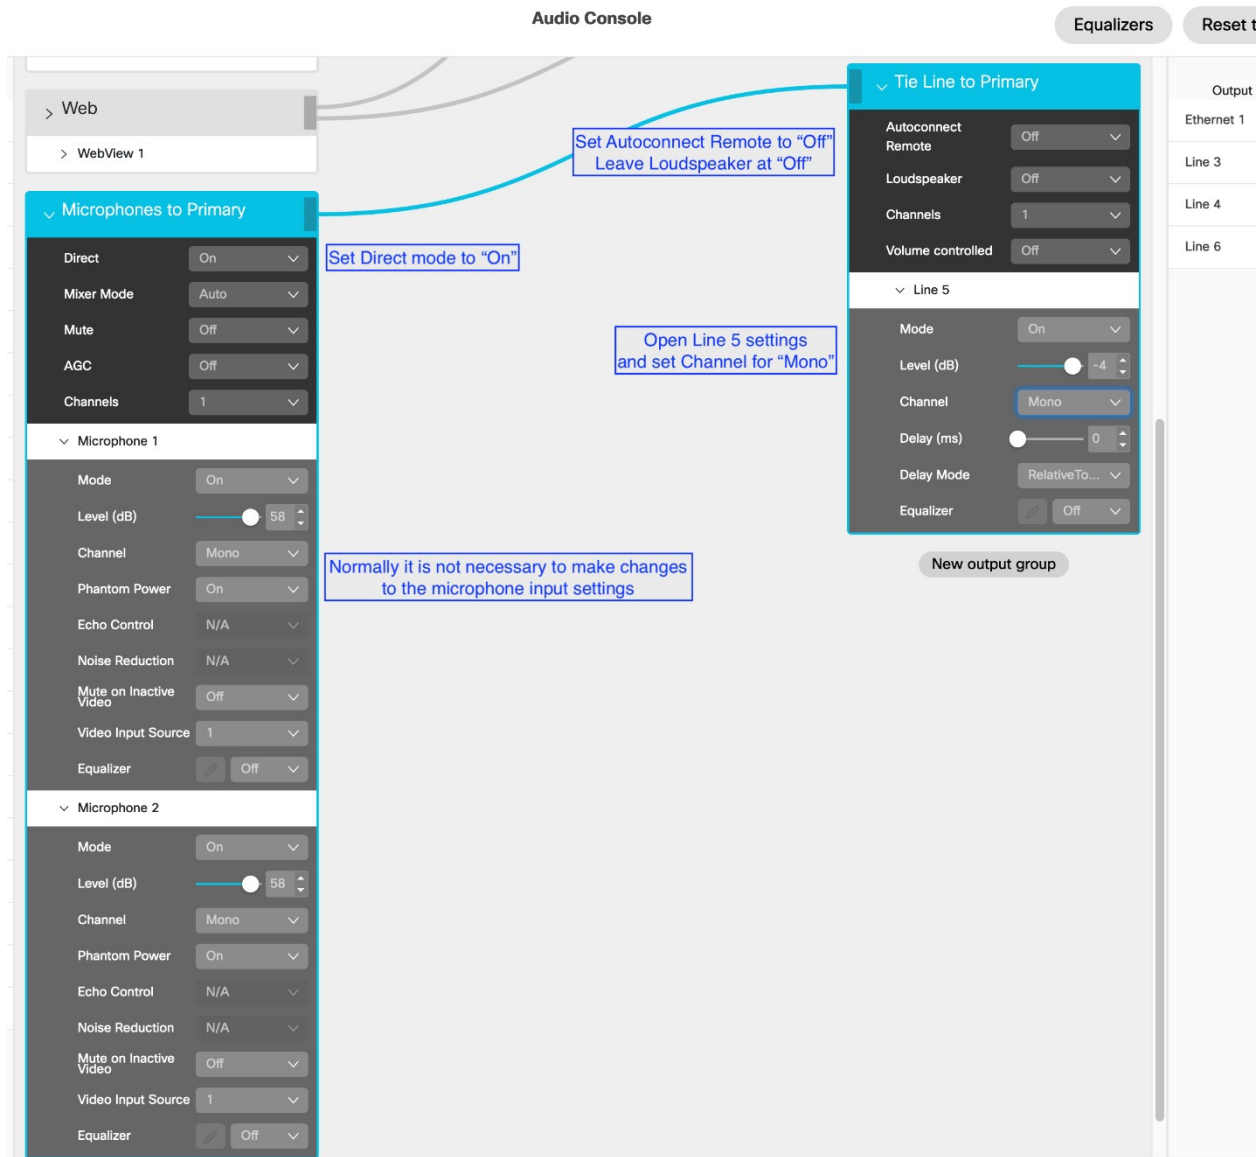 Audio Console
Equalizers
Reset t
Web
WebView 1
Microphones to Primary
Direct On
Mixer Mode Auto
Mute Off
AGC Off
Channels 1
Microphone 1
Mode On
Level (dB) 58
Channel Mono
Phantom Power On
Echo Control N/A
Noise Reduction N/A
Mute on Inactive
Video Off
Video Input Source 1
Equalizer Off
Microphone 2
Mode On
Level (dB) 58
Channel Mono
Phantom Power On
Echo Control N/A
Noise Reduction N/A
Mute on Inactive
Video Off
Video Input Source 1
Equalizer Off
Set Autoconnect Remote to “Off”
Leave Loudspeaker at “Off”
Set Direct mode to “On”
Open Line 5 settings
and set Channel for “Mono”
Normally it is not necessary to make changes
to the microphone input settings
Tie Line to Primary
Autoconnect
Remote Off
Loudspeaker Off
Channels 1
Volume controlled Off
Line 5
Mode On
Level (dB) -4
Channel Mono
Delay (ms) 0
Delay Mode RelativeTo...
Equalizer Off
New output group
Output
Ethernet 1
Line 3
Line 4
Line 6